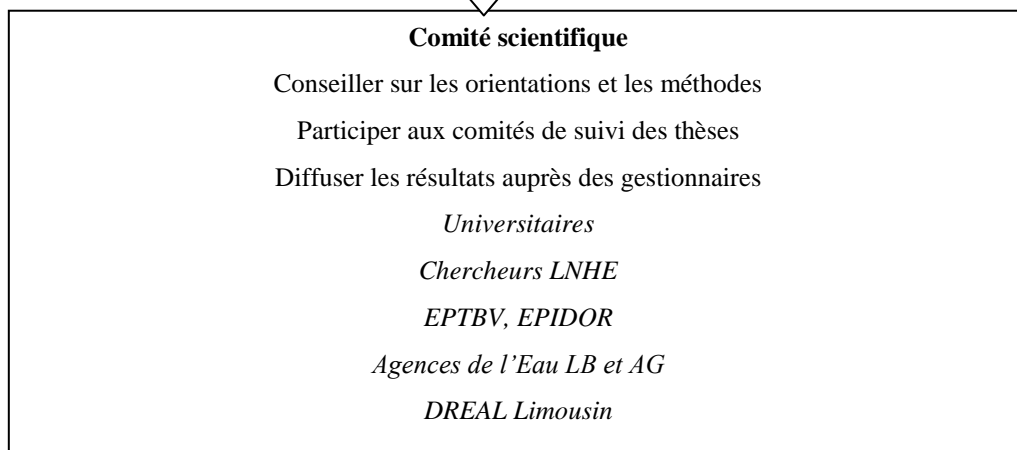 Comité scientifique
Conseiller sur les orientations et les méthodes
Participer aux comités de suivi des thèses
Diffuser les résultats auprès des gestionnaires
Universitaires
Chercheurs LNHE
EPTBV, EPIDOR
Agences de l’Eau LB et AG
DREAL Limousin